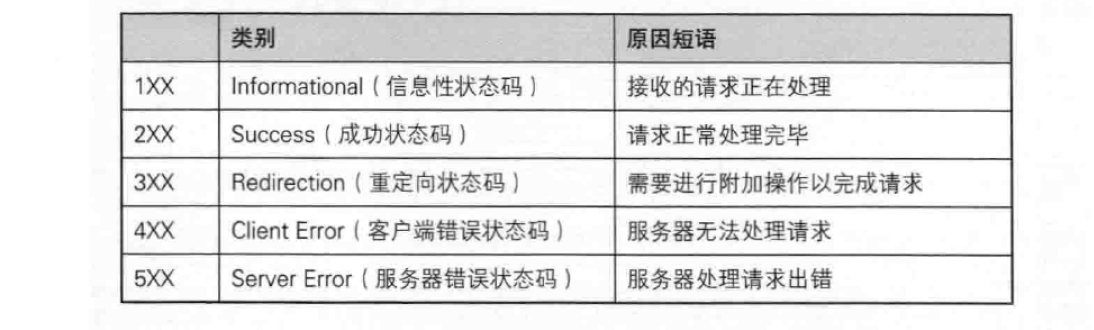 类别 原因短语
1XX Informational（信息性状态码） 接收的请求正在处理
2XX Success（成功状态码） 请求正常处理完毕
3XX Redirection（重定向状态码） 需要进行附加操作以完成请求
4XX Client Error（客户端错误状态码） 服务器无法处理请求
5XX Server Error（服务器错误状态码） 服务器处理请求出错